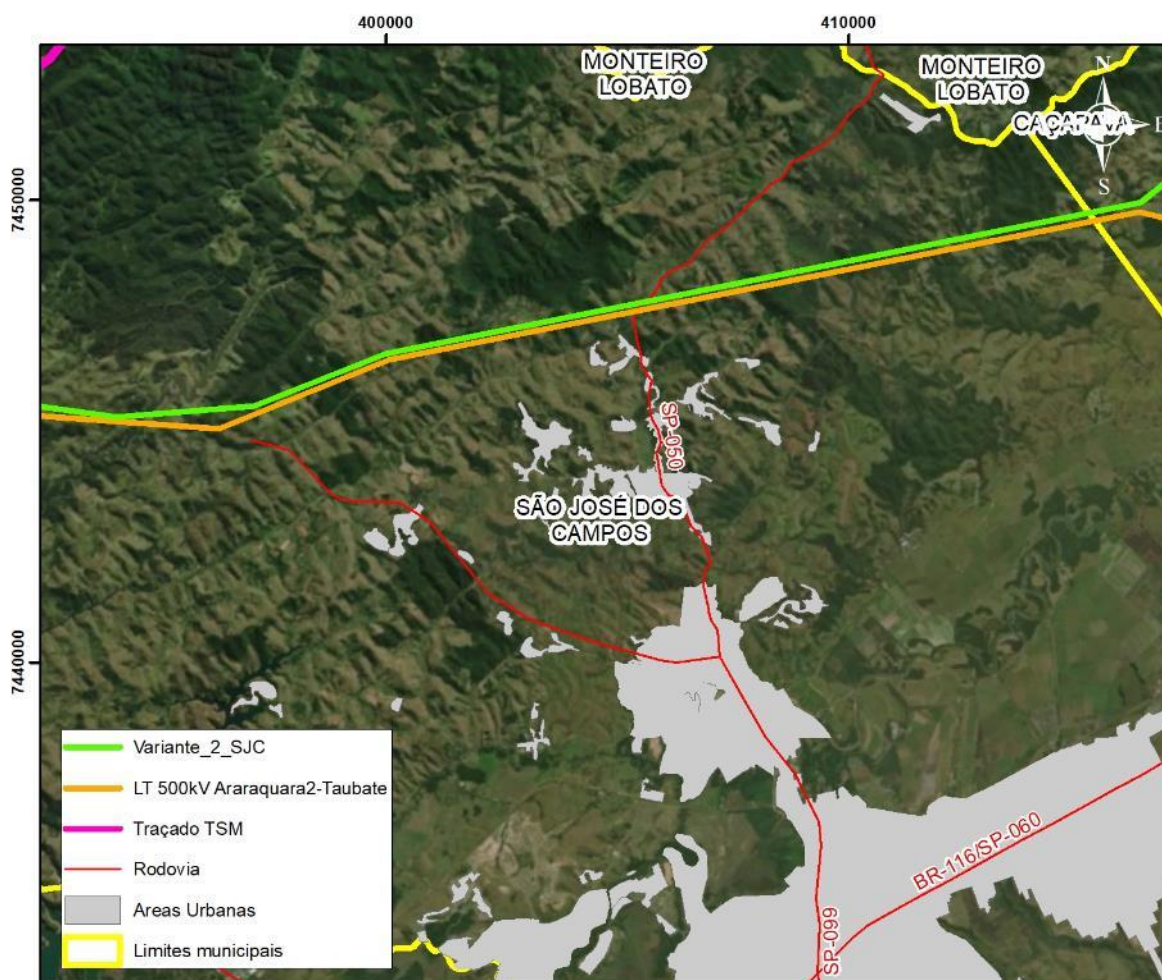 400000
410000
MONTEIRO
LOBATO
MONTEIRO
LOBATO
CAÇAPAVA
N
E
S
7450000
SP-050
SÃO JOSÉ DOS
CAMPOS
7440000
BR-116/SP-060
SP-099
Variante_2_SJC
LT 500kV Araraquara2-Taubate
Traçado TSM
Rodovia
Areas Urbanas
Limites municipais